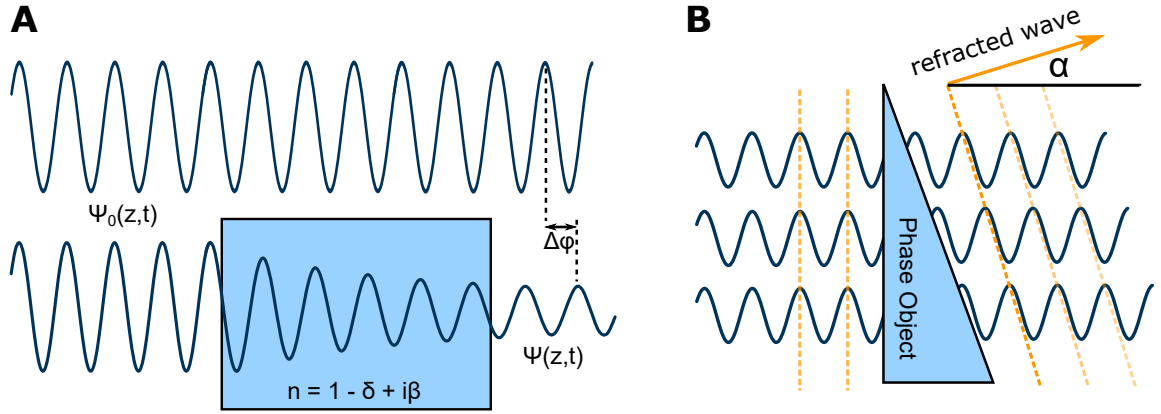 A
Ψ₀(z,t)
Δφ
Ψ(z,t)
n = 1 - δ + iβ
B
refracted wave
α
Phase Object